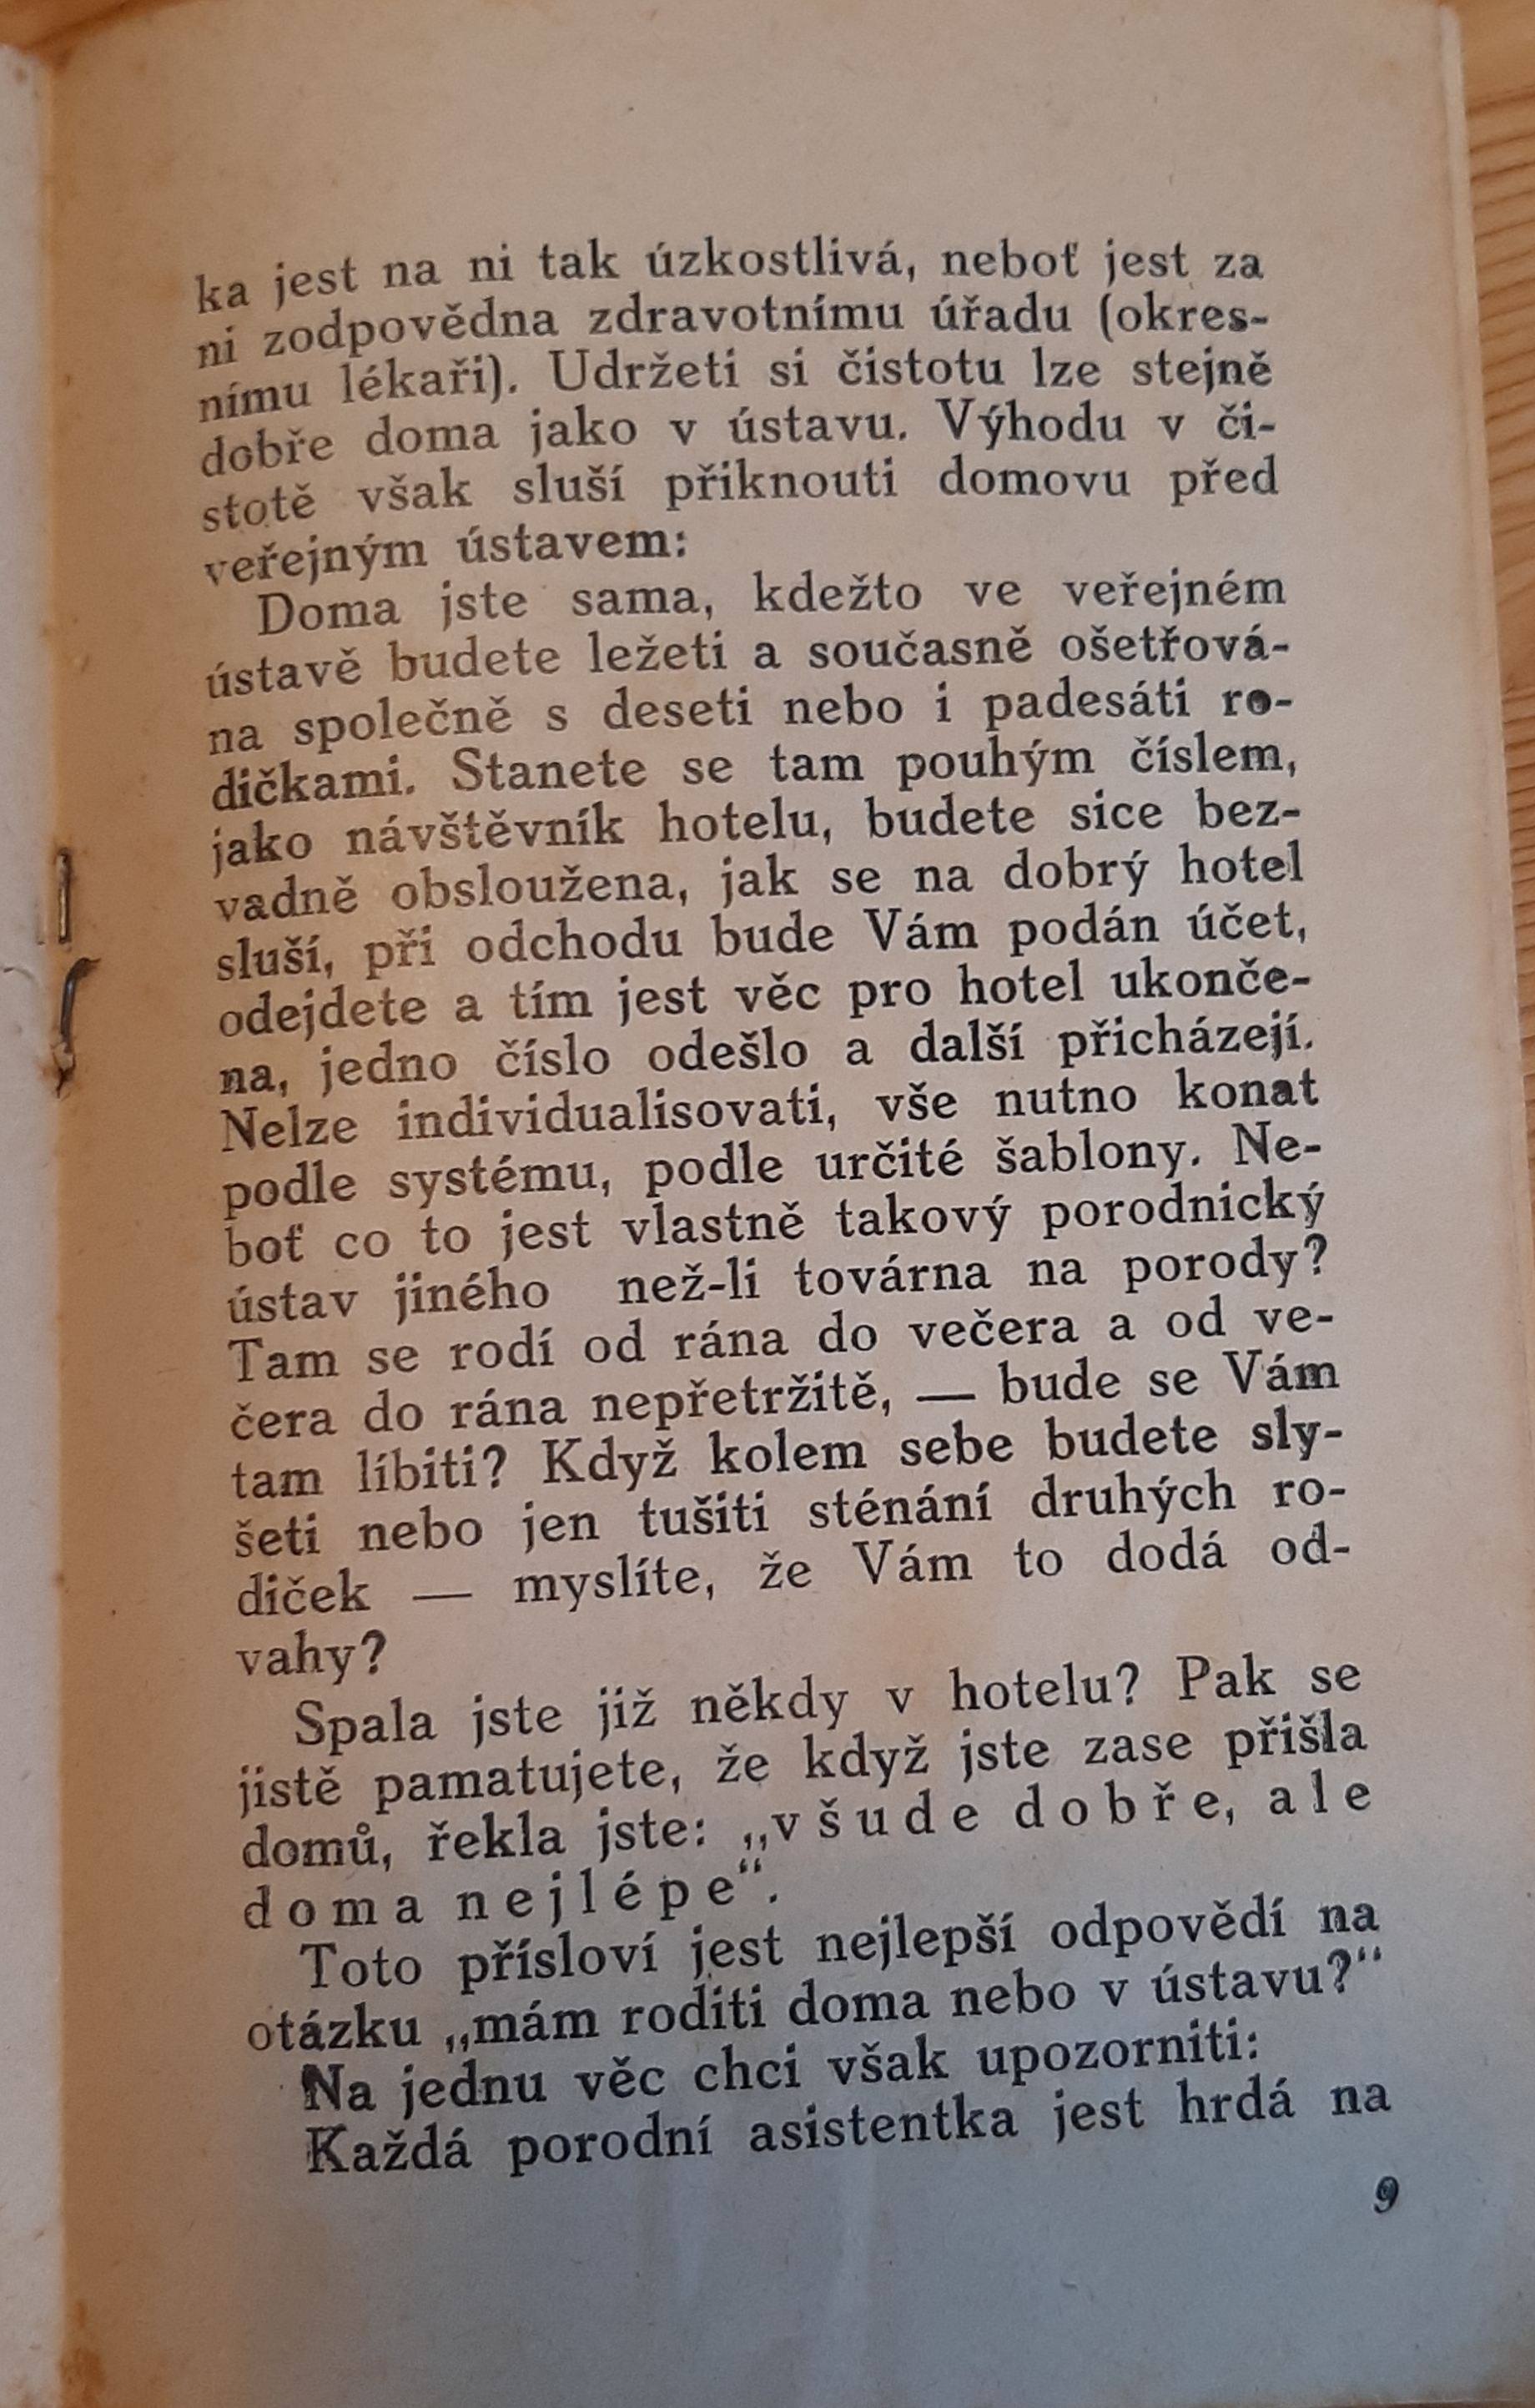 ka jest na ni tak úzkostlivá, neboť jest za
ni zodpovědna zdravotnímu úřadu (okres-
nímu lékaři). Udržeti si čistotu lze stejně
dobře doma jako v ústavu. Výhodu v či-
stotě však sluší přiknouti domovu před
veřejným ústavem:
Doma jste sama, kdežto ve veřejném
ústavě budete ležeti a současně ošetřová-
na společně s deseti nebo i padesáti ro-
dičkami. Stanete se tam pouhým číslem,
jako návštěvník hotelu, budete sice bez-
vadně obsloužena, jak se na dobrý hotel
sluší, při odchodu bude Vám podán účet,
odejdete a tím jest věc pro hotel ukonče-
na, jedno číslo odešlo a další přicházejí.
Nelze individualisovati, vše nutno konat
podle systému, podle určité šablony. Ne-
boť co to jest vlastně takový porodnický
ústav jiného než-li továrna na porody?
Tam se rodí od rána do večera a od ve-
čera do rána nepřetržitě, — bude se Vám
tam líbiti? Když kolem sebe budete sly-
šeti nebo jen tušiti sténání druhých ro-
diček — myslíte, že Vám to dodá od-
vahy?
Spala jste již někdy v hotelu? Pak se
jistě pamatujete, že když jste zase přišla
domů, řekla jste: „všude dobře, ale
doma nejlépe“.
Toto přísloví jest nejlepší odpovědí na
otázku „mám roditi doma nebo v ústavu?“
Na jednu věc chci však upozorniti:
Každá porodní asistentka jest hrdá na
9